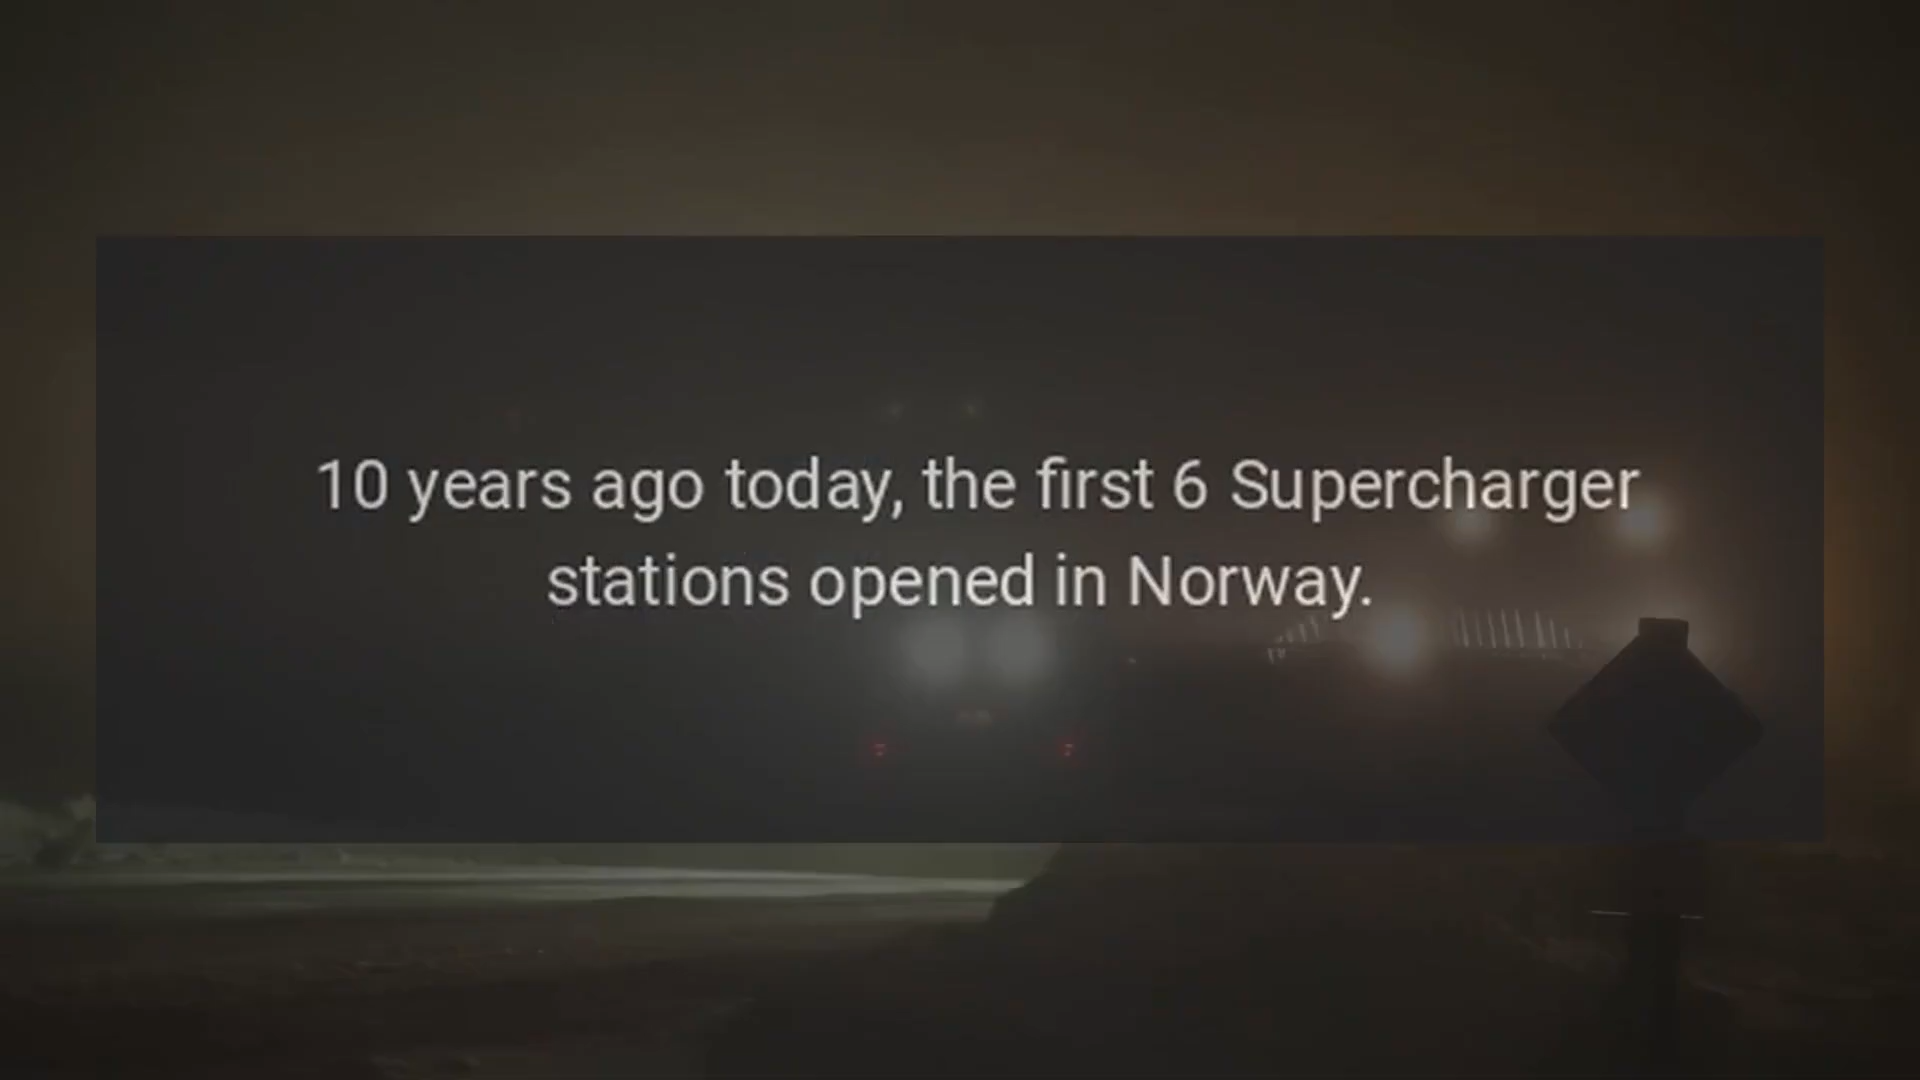 10 years ago today, the first 6 Supercharger
stations opened in Norway.